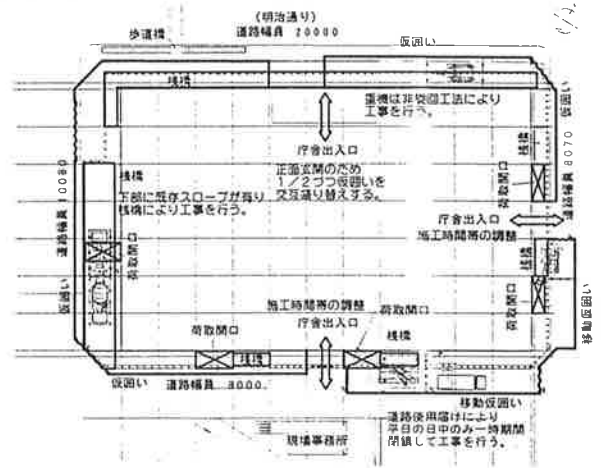 (明治通り)
歩道橋
道路幅員 20000
仮囲い
桟橋
重機は非旋回工法により
工事を行う。
仮囲い
桟橋
荷取開口
道路幅員 8070
庁舎出入口
正面玄関のため
1/2づつ仮囲いを
交互盛り替えする。
桟橋
下部に既存スロープが有り
桟橋により工事を行う。
道路幅員 10080
荷取開口
仮囲い
庁舎出入口
施工時間帯の調整
桟橋
荷取開口
移動仮囲い
施工時間帯の調整
荷取開口
荷取開口
庁舎出入口
桟橋
桟橋
仮囲い
道路幅員 8000
移動仮囲い
道路使用届けにより
平日の日中のみ一時期間
閉鎖して工事を行う。
現場事務所